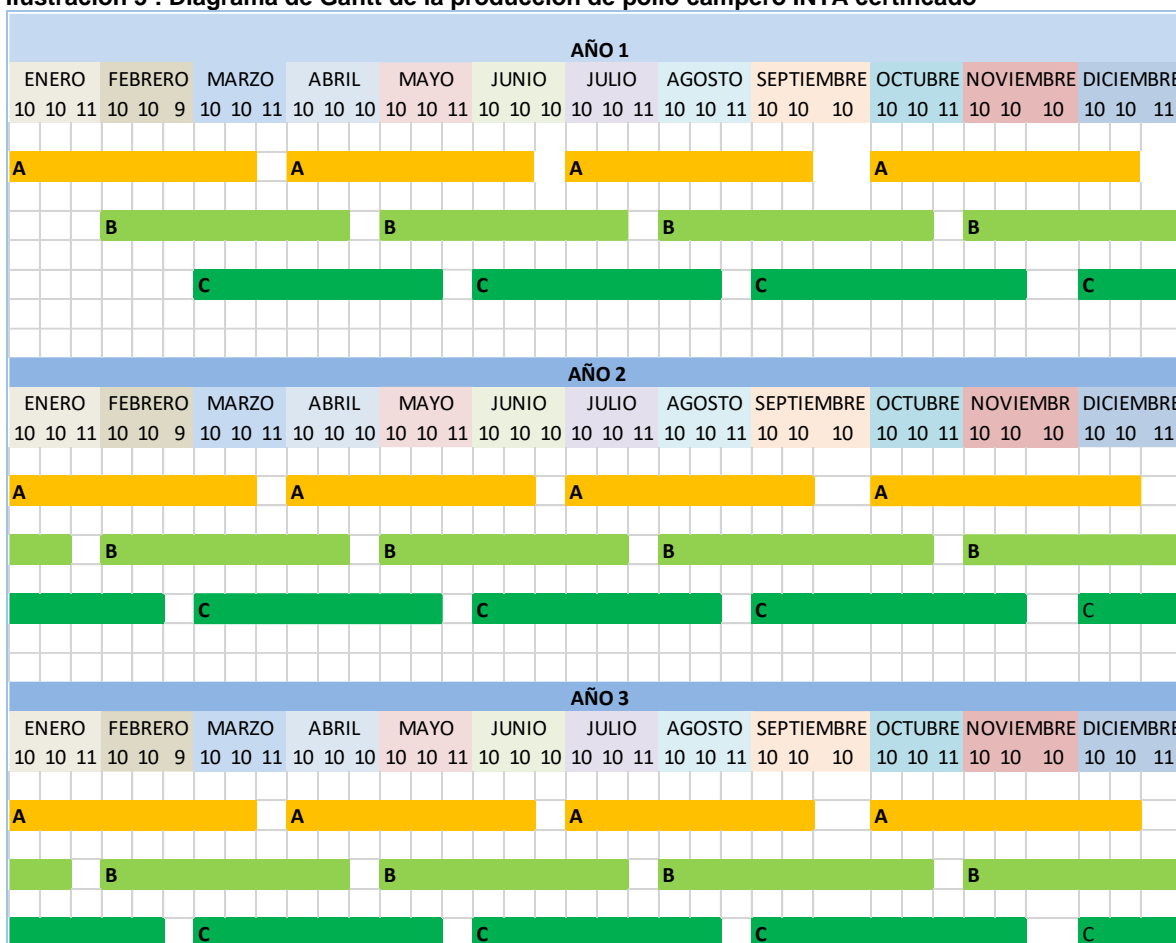 Ilustración : Diagrama de Gantt de la producción de pollo campero INTA certificado
AÑO 1
ENERO FEBRERO MARZO ABRIL MAYO JUNIO JULIO AGOSTO SEPTIEMBRE OCTUBRE NOVIEMBRE DICIEMBRE
10 10 11 10 10 9 10 10 11 10 10 10 10 10 11 10 10 10 10 10 11 10 10 11 10 10 10 10 10 11 10 10 10 10 10 11
A A A A
B B B B
C C C C
AÑO 2
ENERO FEBRERO MARZO ABRIL MAYO JUNIO JULIO AGOSTO SEPTIEMBRE OCTUBRE NOVIEMBR DICIEMBRE
10 10 11 10 10 9 10 10 11 10 10 10 10 10 11 10 10 10 10 10 11 10 10 11 10 10 10 10 10 11 10 10 10 10 10 11
A A A A
B B B B
C C C C
AÑO 3
ENERO FEBRERO MARZO ABRIL MAYO JUNIO JULIO AGOSTO SEPTIEMBRE OCTUBRE NOVIEMBRE DICIEMBRE
10 10 11 10 10 9 10 10 11 10 10 10 10 10 11 10 10 10 10 10 11 10 10 11 10 10 10 10 10 11 10 10 10 10 10 11
A A A A
B B B B
C C C C